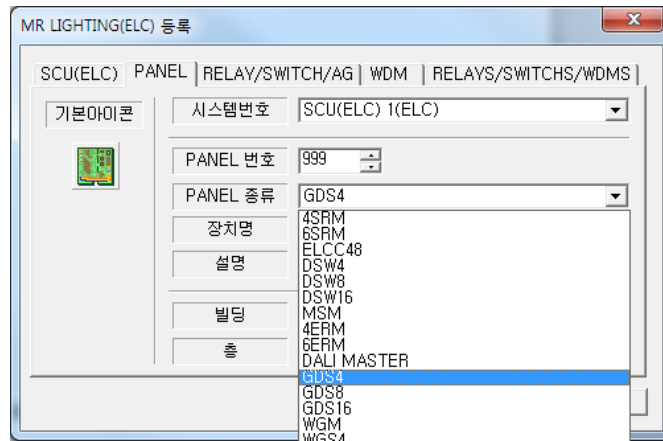 MR LIGHTING(ELC) 등록
SCU(ELC) PANEL RELAY/SWITCH/AG WDM RELAYS/SWITCHS/WDMS
기본아이콘
시스템번호 SCU(ELC) 1(ELC)
PANEL 번호 999
PANEL 종류 GDS4
장치명
설명
빌딩
층
4SRM
6SRM
ELCC48
DSW4
DSW8
DSW16
MSM
4ERM
6ERM
DALI MASTER
GDS4
GDS8
GDS16
WGM
WGS4